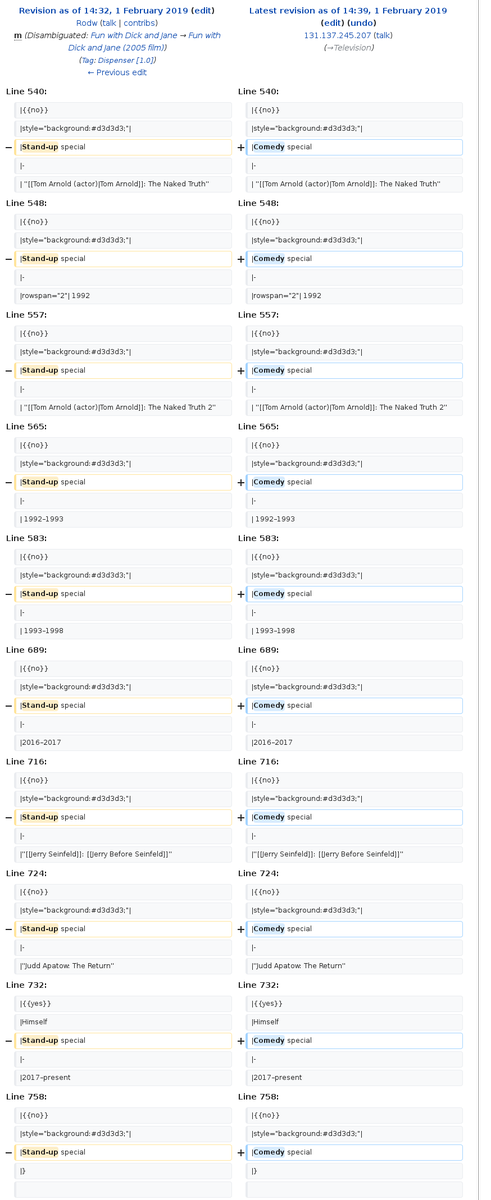 Revision as of 14:32, 1 February 2019 (edit)
Rodw (talk | contribs)
m (Disambiguated: Fun with Dick and Jane → Fun with
Dick and Jane (2005 film))
(Tag: Dispenser [1.0])
← Previous edit
Latest revision as of 14:39, 1 February 2019
(edit) (undo)
131.137.245.207 (talk)
(→Television)
Line 540: Line 540:
|{{no}} |{{no}}
|style="background:#d3d3d3;"| |style="background:#d3d3d3;"|
− |Stand-up special + |Comedy special
|- |-
| ''[[Tom Arnold (actor)|Tom Arnold]]: The Naked Truth'' | ''[[Tom Arnold (actor)|Tom Arnold]]: The Naked Truth''
Line 548: Line 548:
|{{no}} |{{no}}
|style="background:#d3d3d3;"| |style="background:#d3d3d3;"|
− |Stand-up special + |Comedy special
|- |-
|rowspan="2"| 1992 |rowspan="2"| 1992
Line 557: Line 557:
|{{no}} |{{no}}
|style="background:#d3d3d3;"| |style="background:#d3d3d3;"|
− |Stand-up special + |Comedy special
|- |-
| ''[[Tom Arnold (actor)|Tom Arnold]]: The Naked Truth 2'' | ''[[Tom Arnold (actor)|Tom Arnold]]: The Naked Truth 2''
Line 565: Line 565:
|{{no}} |{{no}}
|style="background:#d3d3d3;"| |style="background:#d3d3d3;"|
− |Stand-up special + |Comedy special
|- |-
| 1992–1993 | 1992–1993
Line 583: Line 583:
|{{no}} |{{no}}
|style="background:#d3d3d3;"| |style="background:#d3d3d3;"|
− |Stand-up special + |Comedy special
|- |-
| 1993–1998 | 1993–1998
Line 689: Line 689:
|{{no}} |{{no}}
|style="background:#d3d3d3;"| |style="background:#d3d3d3;"|
− |Stand-up special + |Comedy special
|- |-
|2016–2017 |2016–2017
Line 716: Line 716:
|{{no}} |{{no}}
|style="background:#d3d3d3;"| |style="background:#d3d3d3;"|
− |Stand-up special + |Comedy special
|- |-
|''[[Jerry Seinfeld]]: [[Jerry Before Seinfeld]]'' |''[[Jerry Seinfeld]]: [[Jerry Before Seinfeld]]''
Line 724: Line 724:
|{{no}} |{{no}}
|style="background:#d3d3d3;"| |style="background:#d3d3d3;"|
− |Stand-up special + |Comedy special
|- |-
|''Judd Apatow: The Return'' |''Judd Apatow: The Return''
Line 732: Line 732:
|{{yes}} |{{yes}}
|Himself |Himself
− |Stand-up special + |Comedy special
|- |-
|2017–present |2017–present
Line 758: Line 758:
|{{no}} |{{no}}
|style="background:#d3d3d3;"| |style="background:#d3d3d3;"|
− |Stand-up special + |Comedy special
|} |}